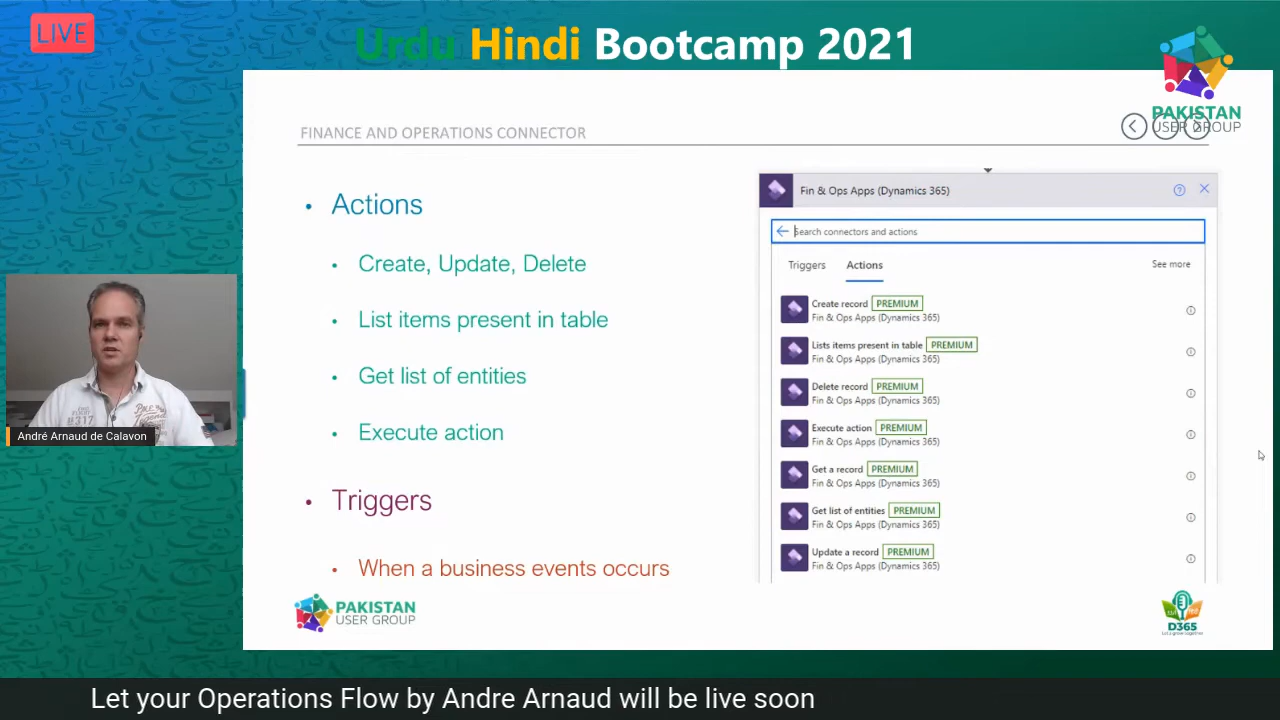 LIVE
Urdu Hindi Bootcamp 2021
PAKISTAN
USER GROUP
FINANCE AND OPERATIONS CONNECTOR
• Actions
• Create, Update, Delete
• List items present in table
• Get list of entities
• Execute action
• Triggers
• When a business events occurs
Fin & Ops Apps (Dynamics 365)
Search connectors and actions
Triggers Actions See more
Create record PREMIUM
Fin & Ops Apps (Dynamics 365)
Lists items present in table PREMIUM
Fin & Ops Apps (Dynamics 365)
Delete record PREMIUM
Fin & Ops Apps (Dynamics 365)
Execute action PREMIUM
Fin & Ops Apps (Dynamics 365)
Get a record PREMIUM
Fin & Ops Apps (Dynamics 365)
Get list of entities PREMIUM
Fin & Ops Apps (Dynamics 365)
Update a record PREMIUM
Fin & Ops Apps (Dynamics 365)
#317
André Arnaud de Calavon
PAKISTAN
USER GROUP
D365
Let your Operations Flow by Andre Arnaud will be live soon